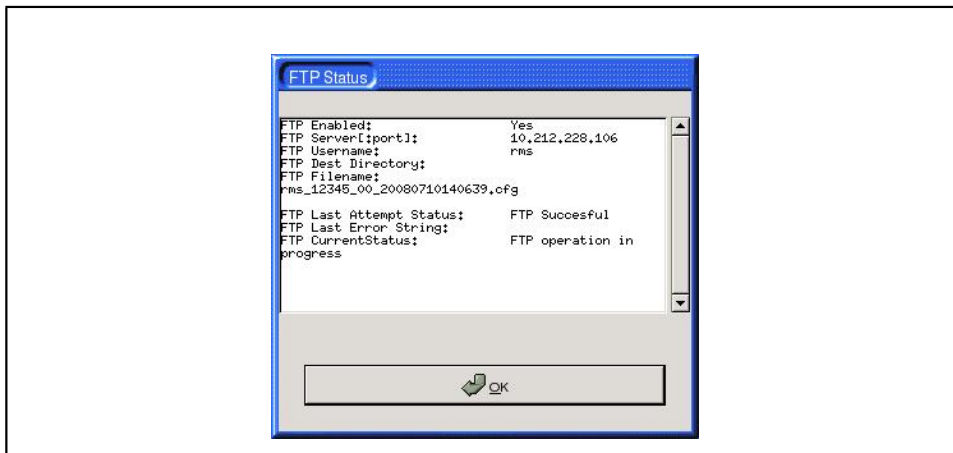 FTP Status
FTP Enabled: Yes
FTP Server[:port]: 10.212.228.106
FTP Username: rms
FTP Dest Directory:
FTP Filename:
rms_12345_00_20080710140639.cfg
FTP Last Attempt Status: FTP Succesful
FTP Last Error String:
FTP CurrentStatus: FTP operation in
progress
OK